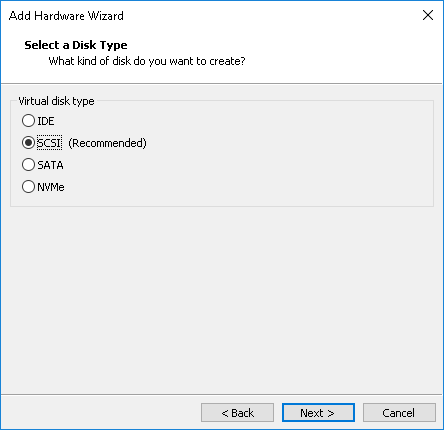 Add Hardware Wizard
Select a Disk Type
What kind of disk do you want to create?
Virtual disk type
IDE
SCSI (Recommended)
SATA
NVMe
< Back Next > Cancel